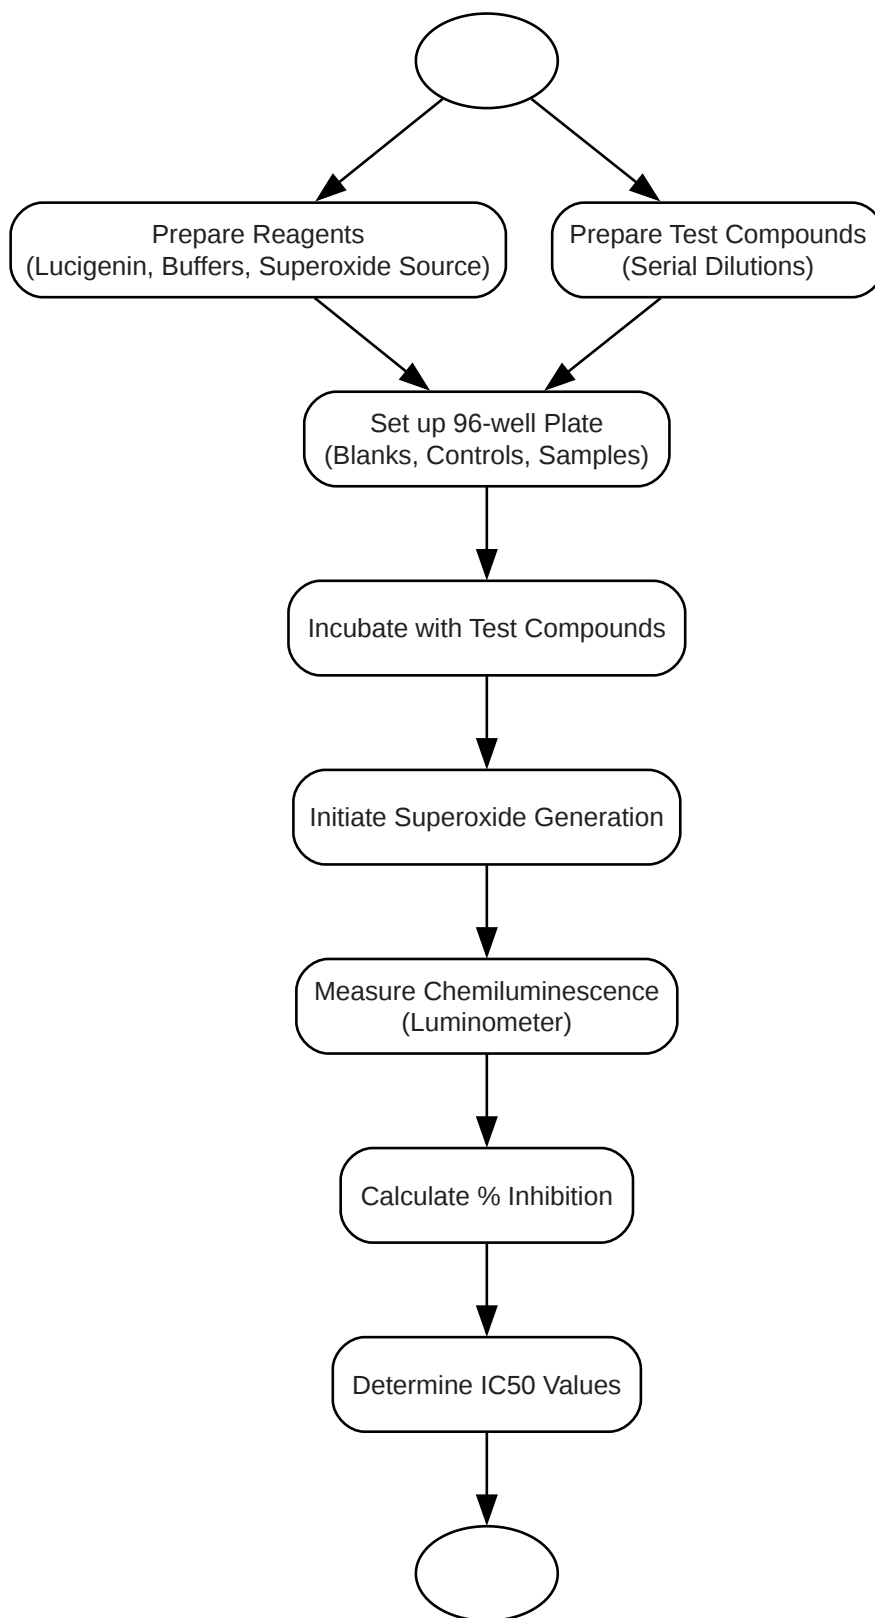 Prepare Reagents
(Lucigenin, Buffers, Superoxide Source)
Prepare Test Compounds
(Serial Dilutions)
Set up 96-well Plate
(Blanks, Controls, Samples)
Incubate with Test Compounds
Initiate Superoxide Generation
Measure Chemiluminescence
(Luminometer)
Calculate % Inhibition
Determine IC50 Values